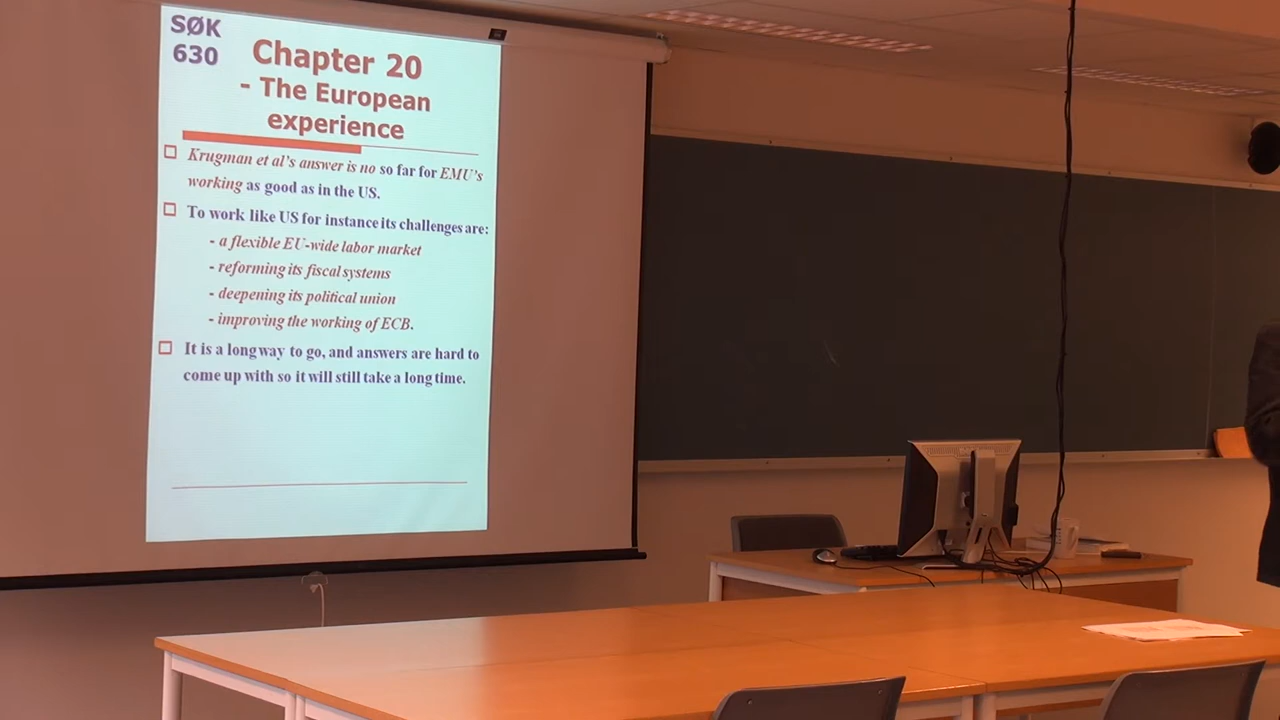 SØK
630
Chapter 20
- The European
experience
Krugman et al's answer is no so far for EMU's
working as good as in the US.
To work like US for instance its challenges are:
- a flexible EU-wide labor market
- reforming its fiscal systems
- deepening its political union
- improving the working of ECB.
It is a long way to go, and answers are hard to
come up with so it will still take a long time.